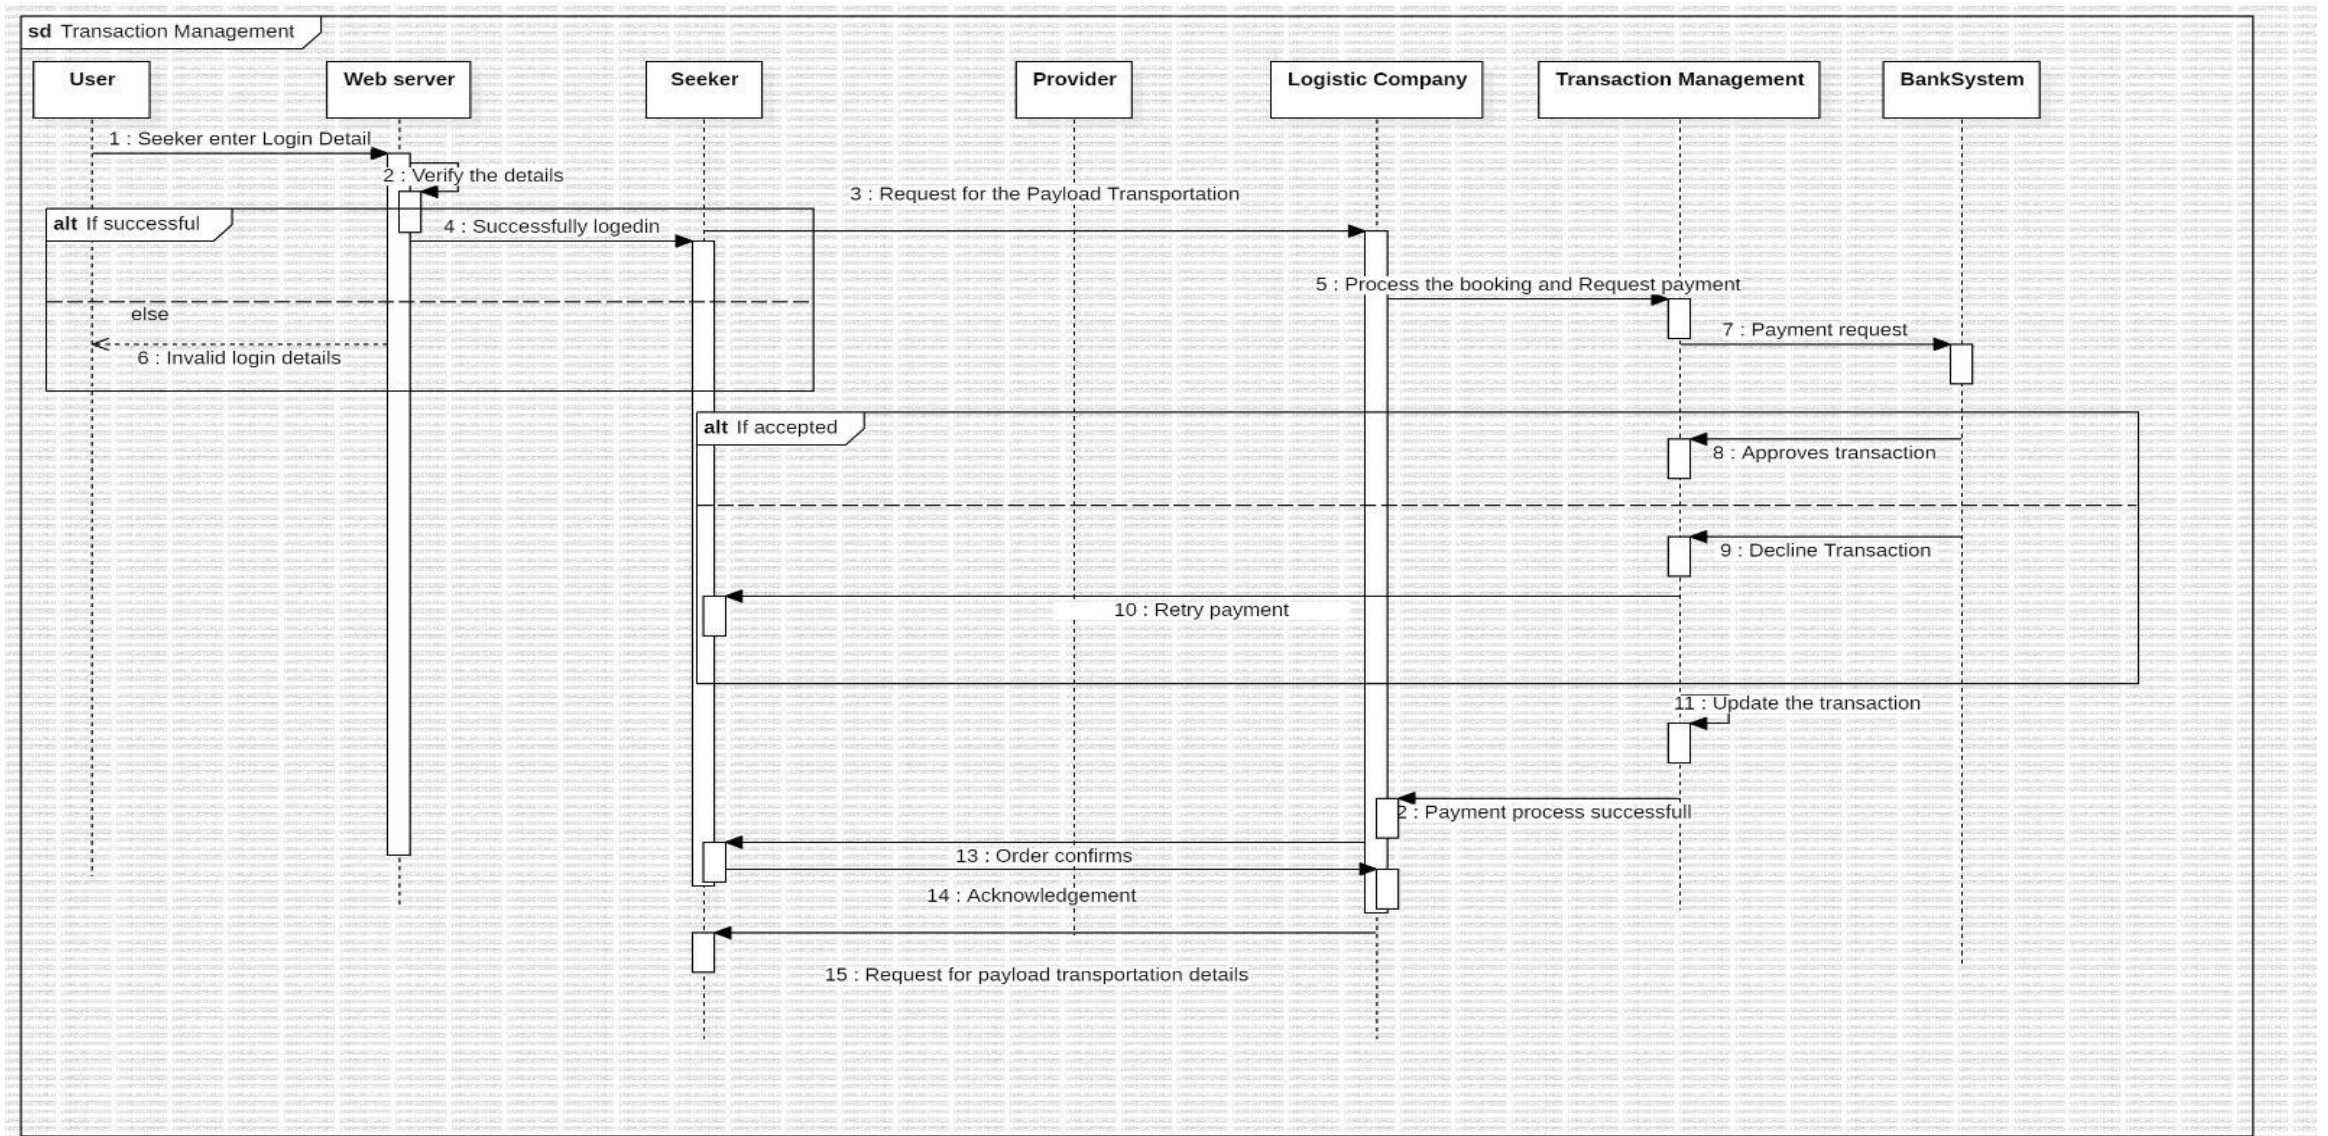 sd Transaction Management
User
Web server
Seeker
Provider
Logistic Company
Transaction Management
BankSystem
1 : Seeker enter Login Detail
2 : Verify the details
3 : Request for the Payload Transportation
alt If successful
4 : Successfully logedin
5 : Process the booking and Request payment
else
7 : Payment request
6 : Invalid login details
alt If accepted
8 : Approves transaction
9 : Decline Transaction
10 : Retry payment
11 : Update the transaction
2 : Payment process successfull
13 : Order confirms
14 : Acknowledgement
15 : Request for payload transportation details